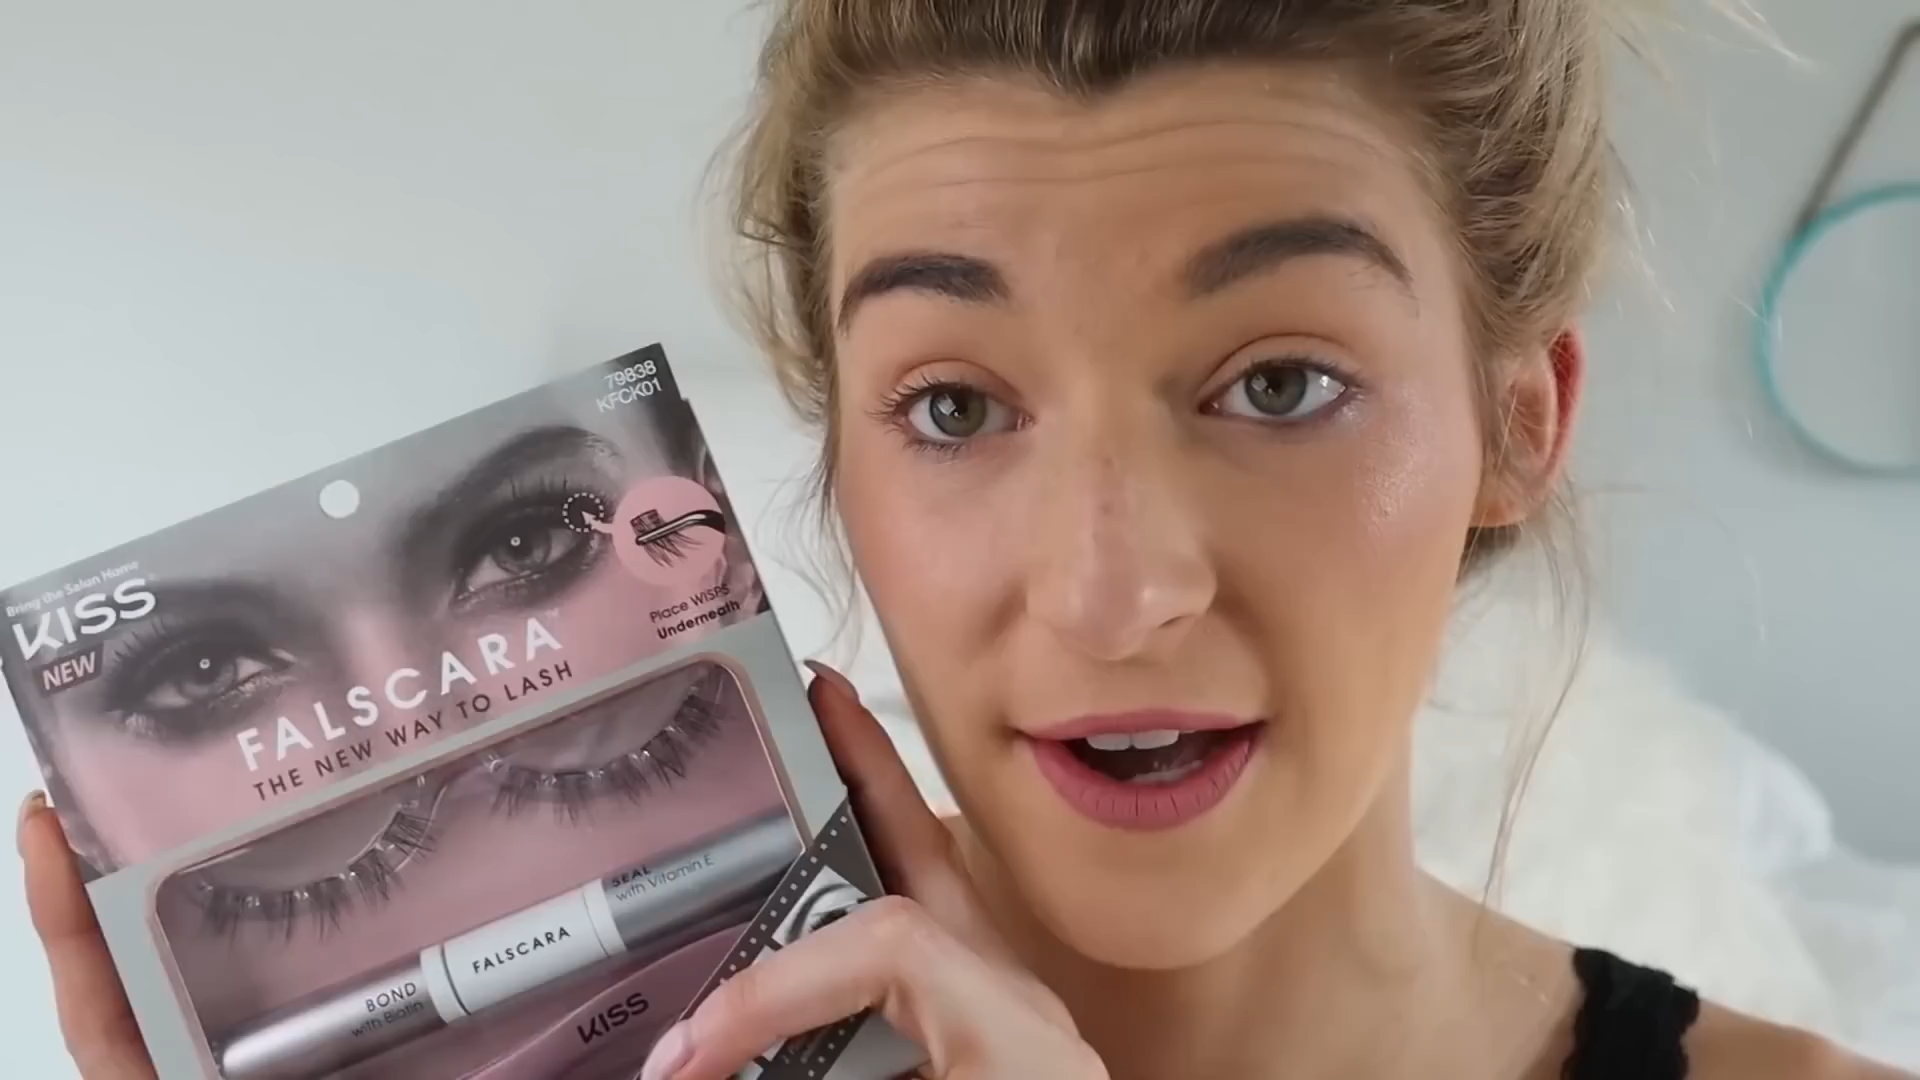 79838
KFCK01
Bring the Salon Home
KISS
NEW
Place WISPS
Underneath
FALSCARA
THE NEW WAY TO LASH
SEAL
with Vitamin E
FALSCARA
BOND
with Biotin
KISS